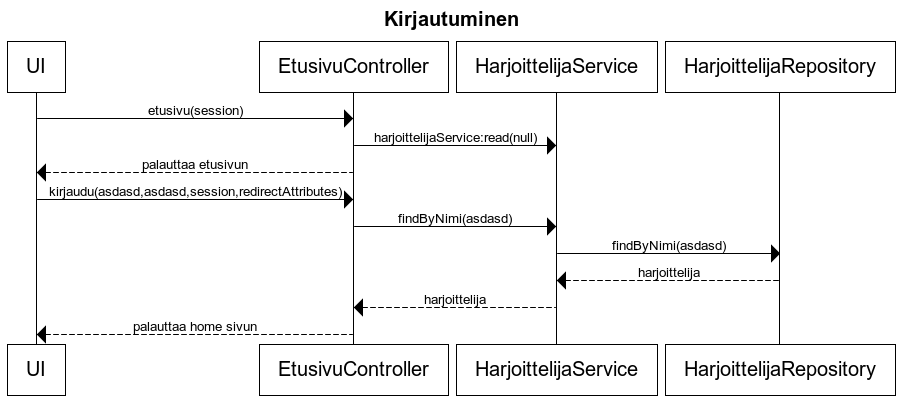 Kirjautuminen
UI
EtusivuController
HarjoittelijaService
HarjoittelijaRepository
etusivu(session)
harjoittelijaService:read(null)
palauttaa etusivun
kirjaudu(asdasd,asdasd,session,redirectAttributes)
findByNimi(asdasd)
findByNimi(asdasd)
harjoittelija
harjoittelija
palauttaa home sivun
UI
EtusivuController
HarjoittelijaService
HarjoittelijaRepository